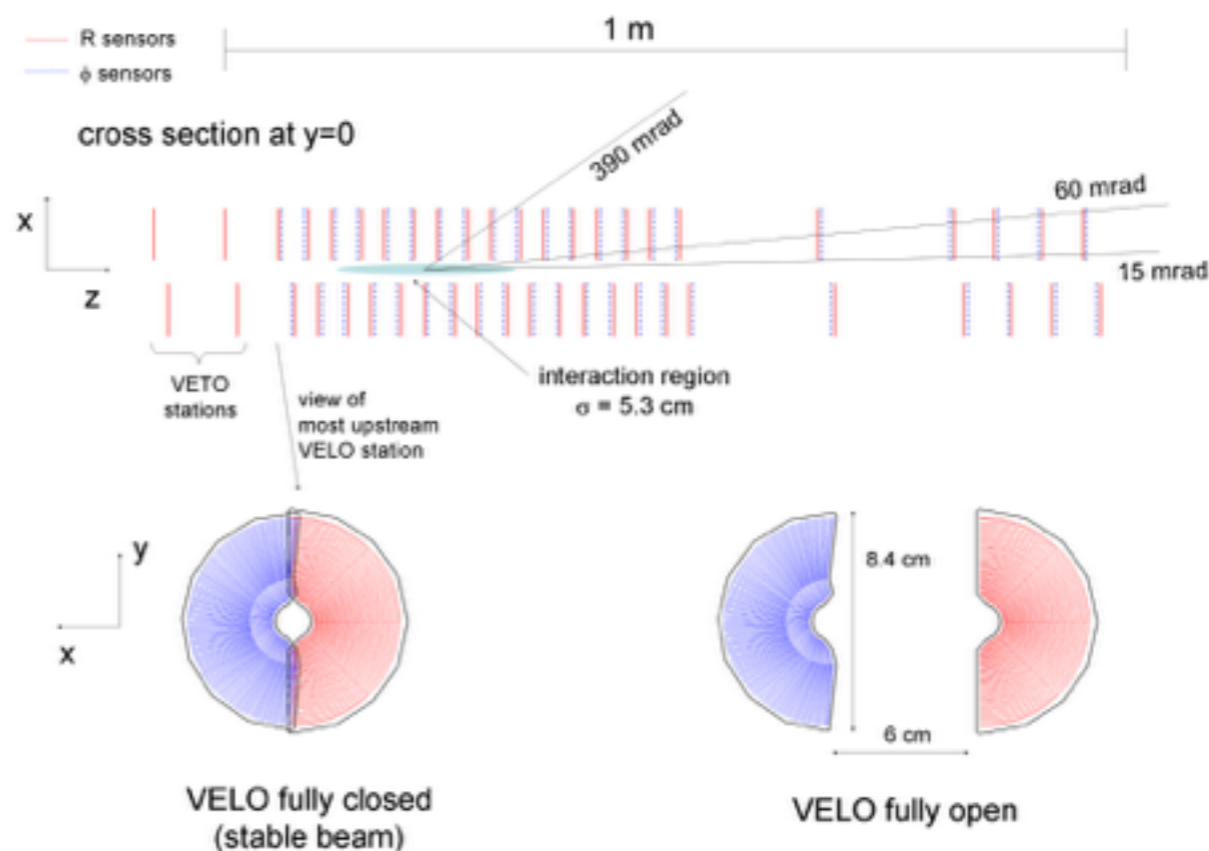 R sensors
ϕ sensors
1 m
cross section at y=0
390 mrad
60 mrad
15 mrad
x
z
VETO
stations
view of
most upstream
VELO station
interaction region
σ = 5.3 cm
y
x
8.4 cm
6 cm
VELO fully closed
(stable beam)
VELO fully open